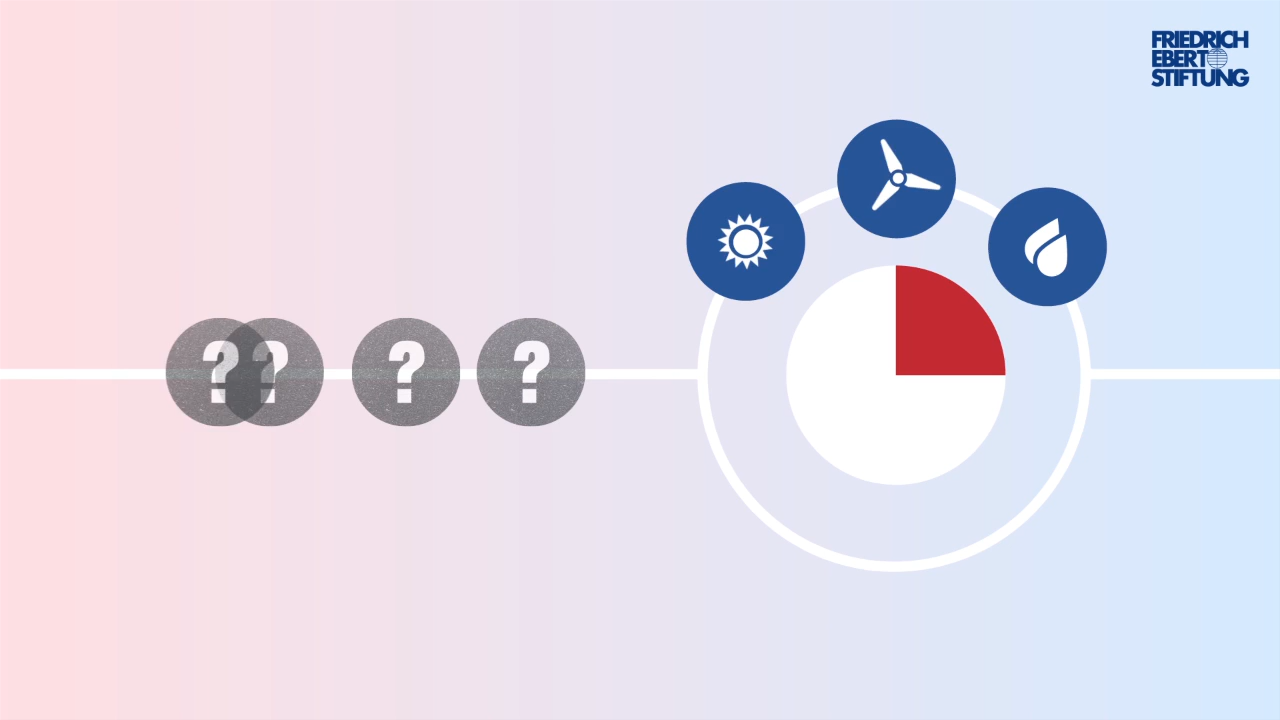 FRIEDRICH
EBERT
STIFTUNG
? ? ? ?